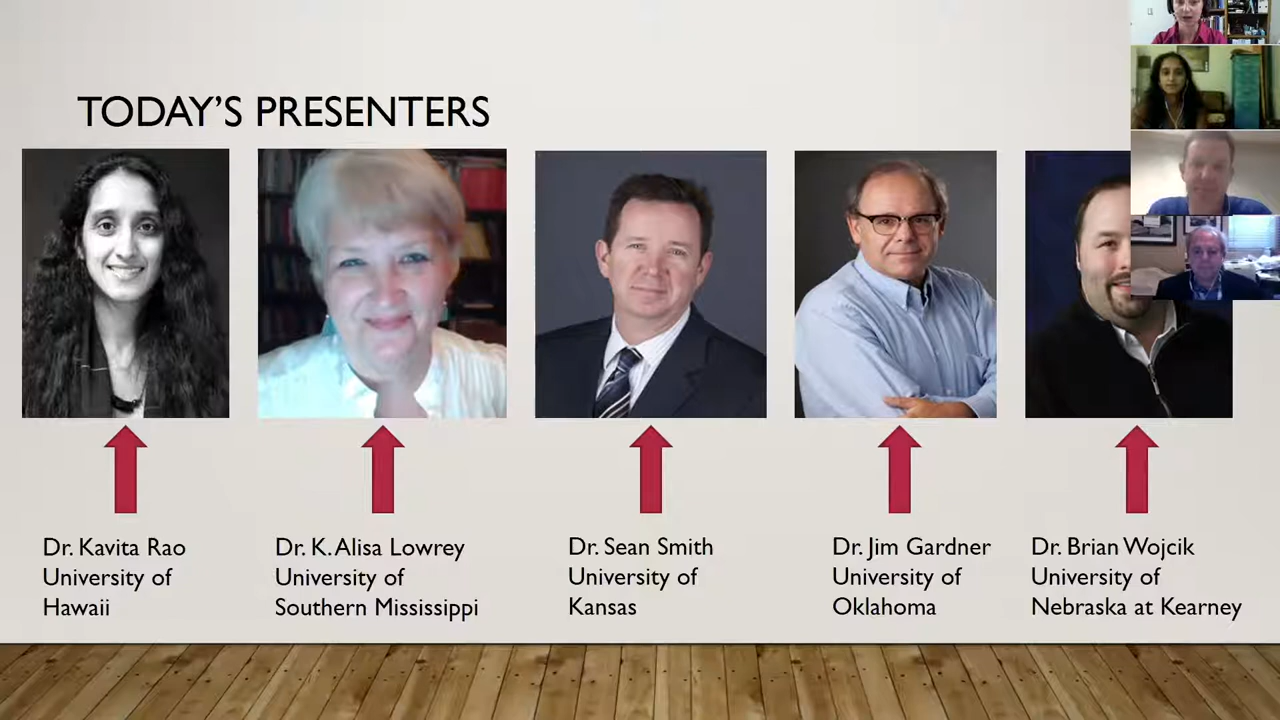 TODAY'S PRESENTERS
Dr. Kavita Rao
University of
Hawaii
Dr. K. Alisa Lowrey
University of
Southern Mississippi
Dr. Sean Smith
University of
Kansas
Dr. Jim Gardner
University of
Oklahoma
Dr. Brian Wojcik
University of
Nebraska at Kearney